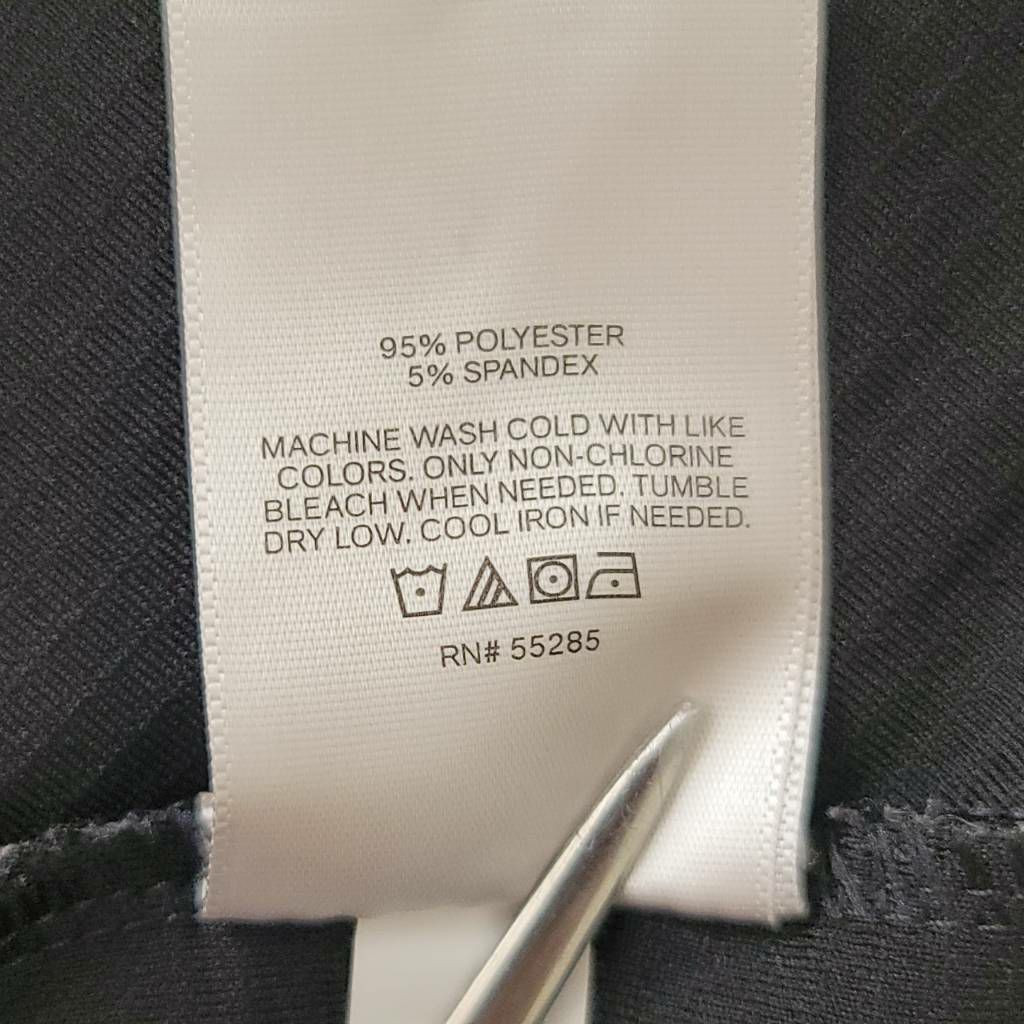 95% POLYESTER
5% SPANDEX
MACHINE WASH COLD WITH LIKE
COLORS. ONLY NON-CHLORINE
BLEACH WHEN NEEDED. TUMBLE
DRY LOW. COOL IRON IF NEEDED.
RN# 55285